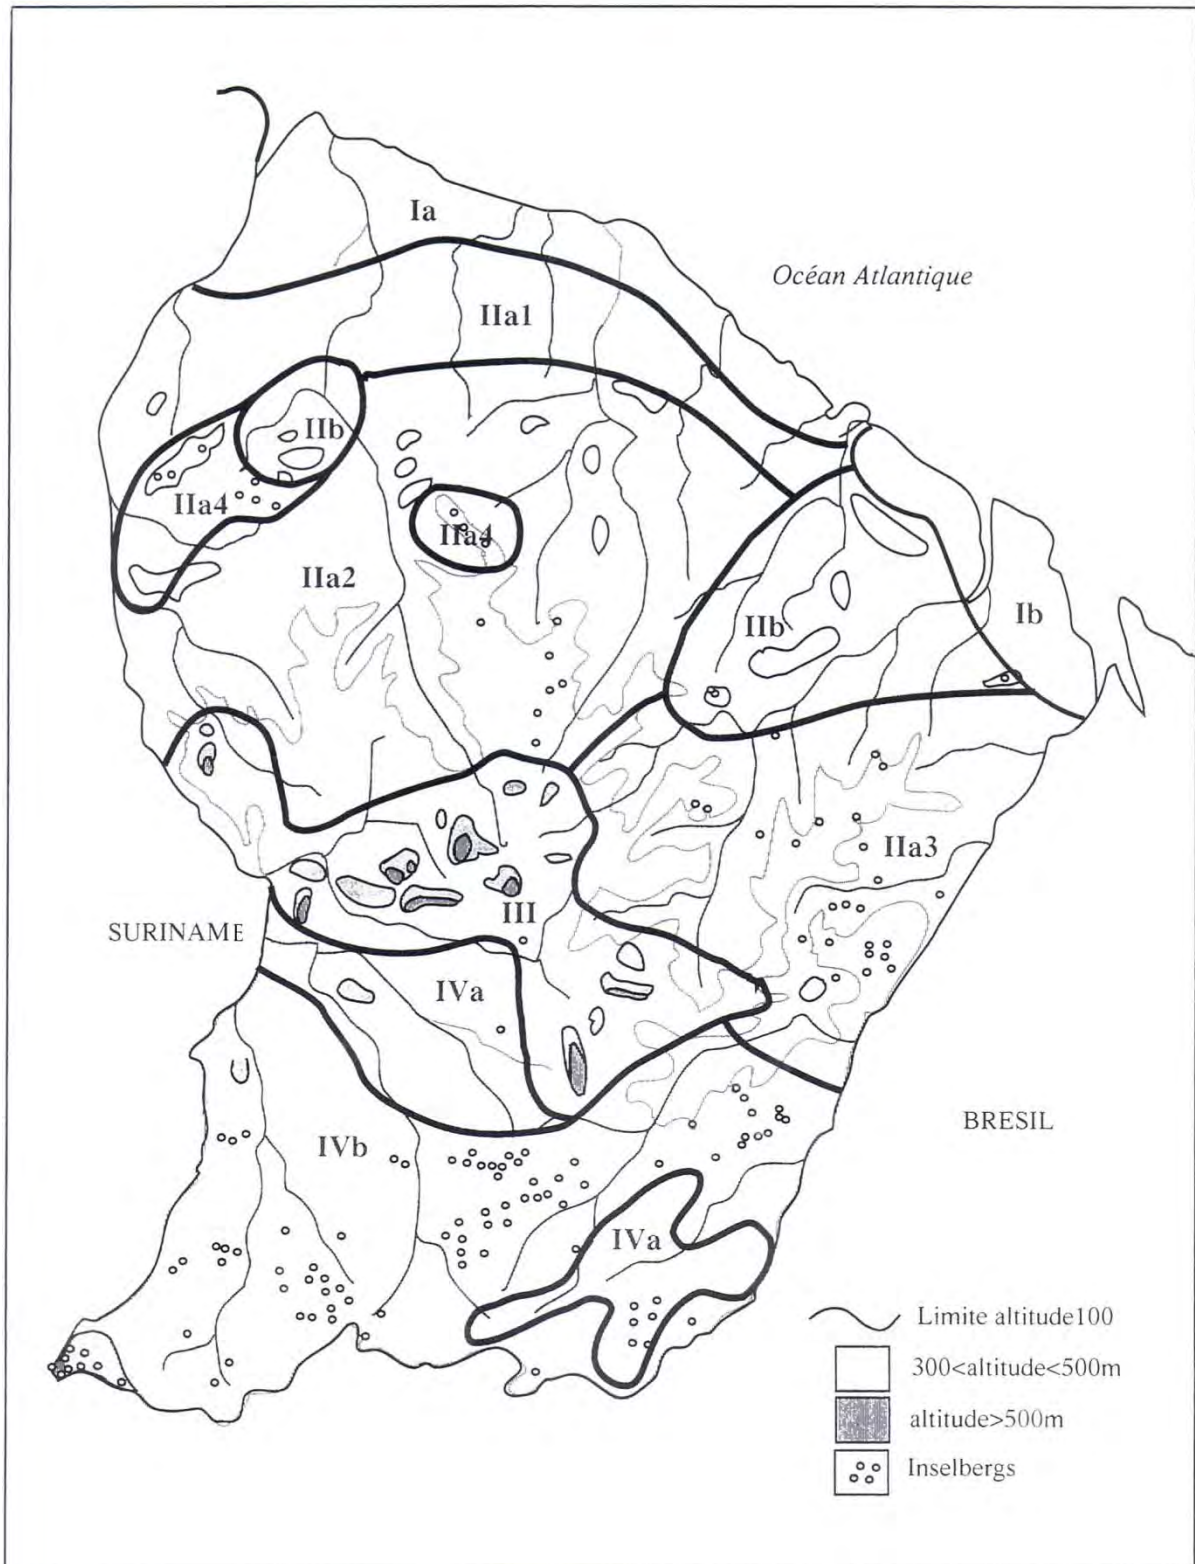 Ia
Océan Atlantique
IIa1
IIb
IIa4
IIa4
IIa2
IIb
Ib
IIa3
III
SURINAME
IVa
BRESIL
IVb
IVa
Limite altitude100
300<altitude<500m
altitude>500m
Inselbergs